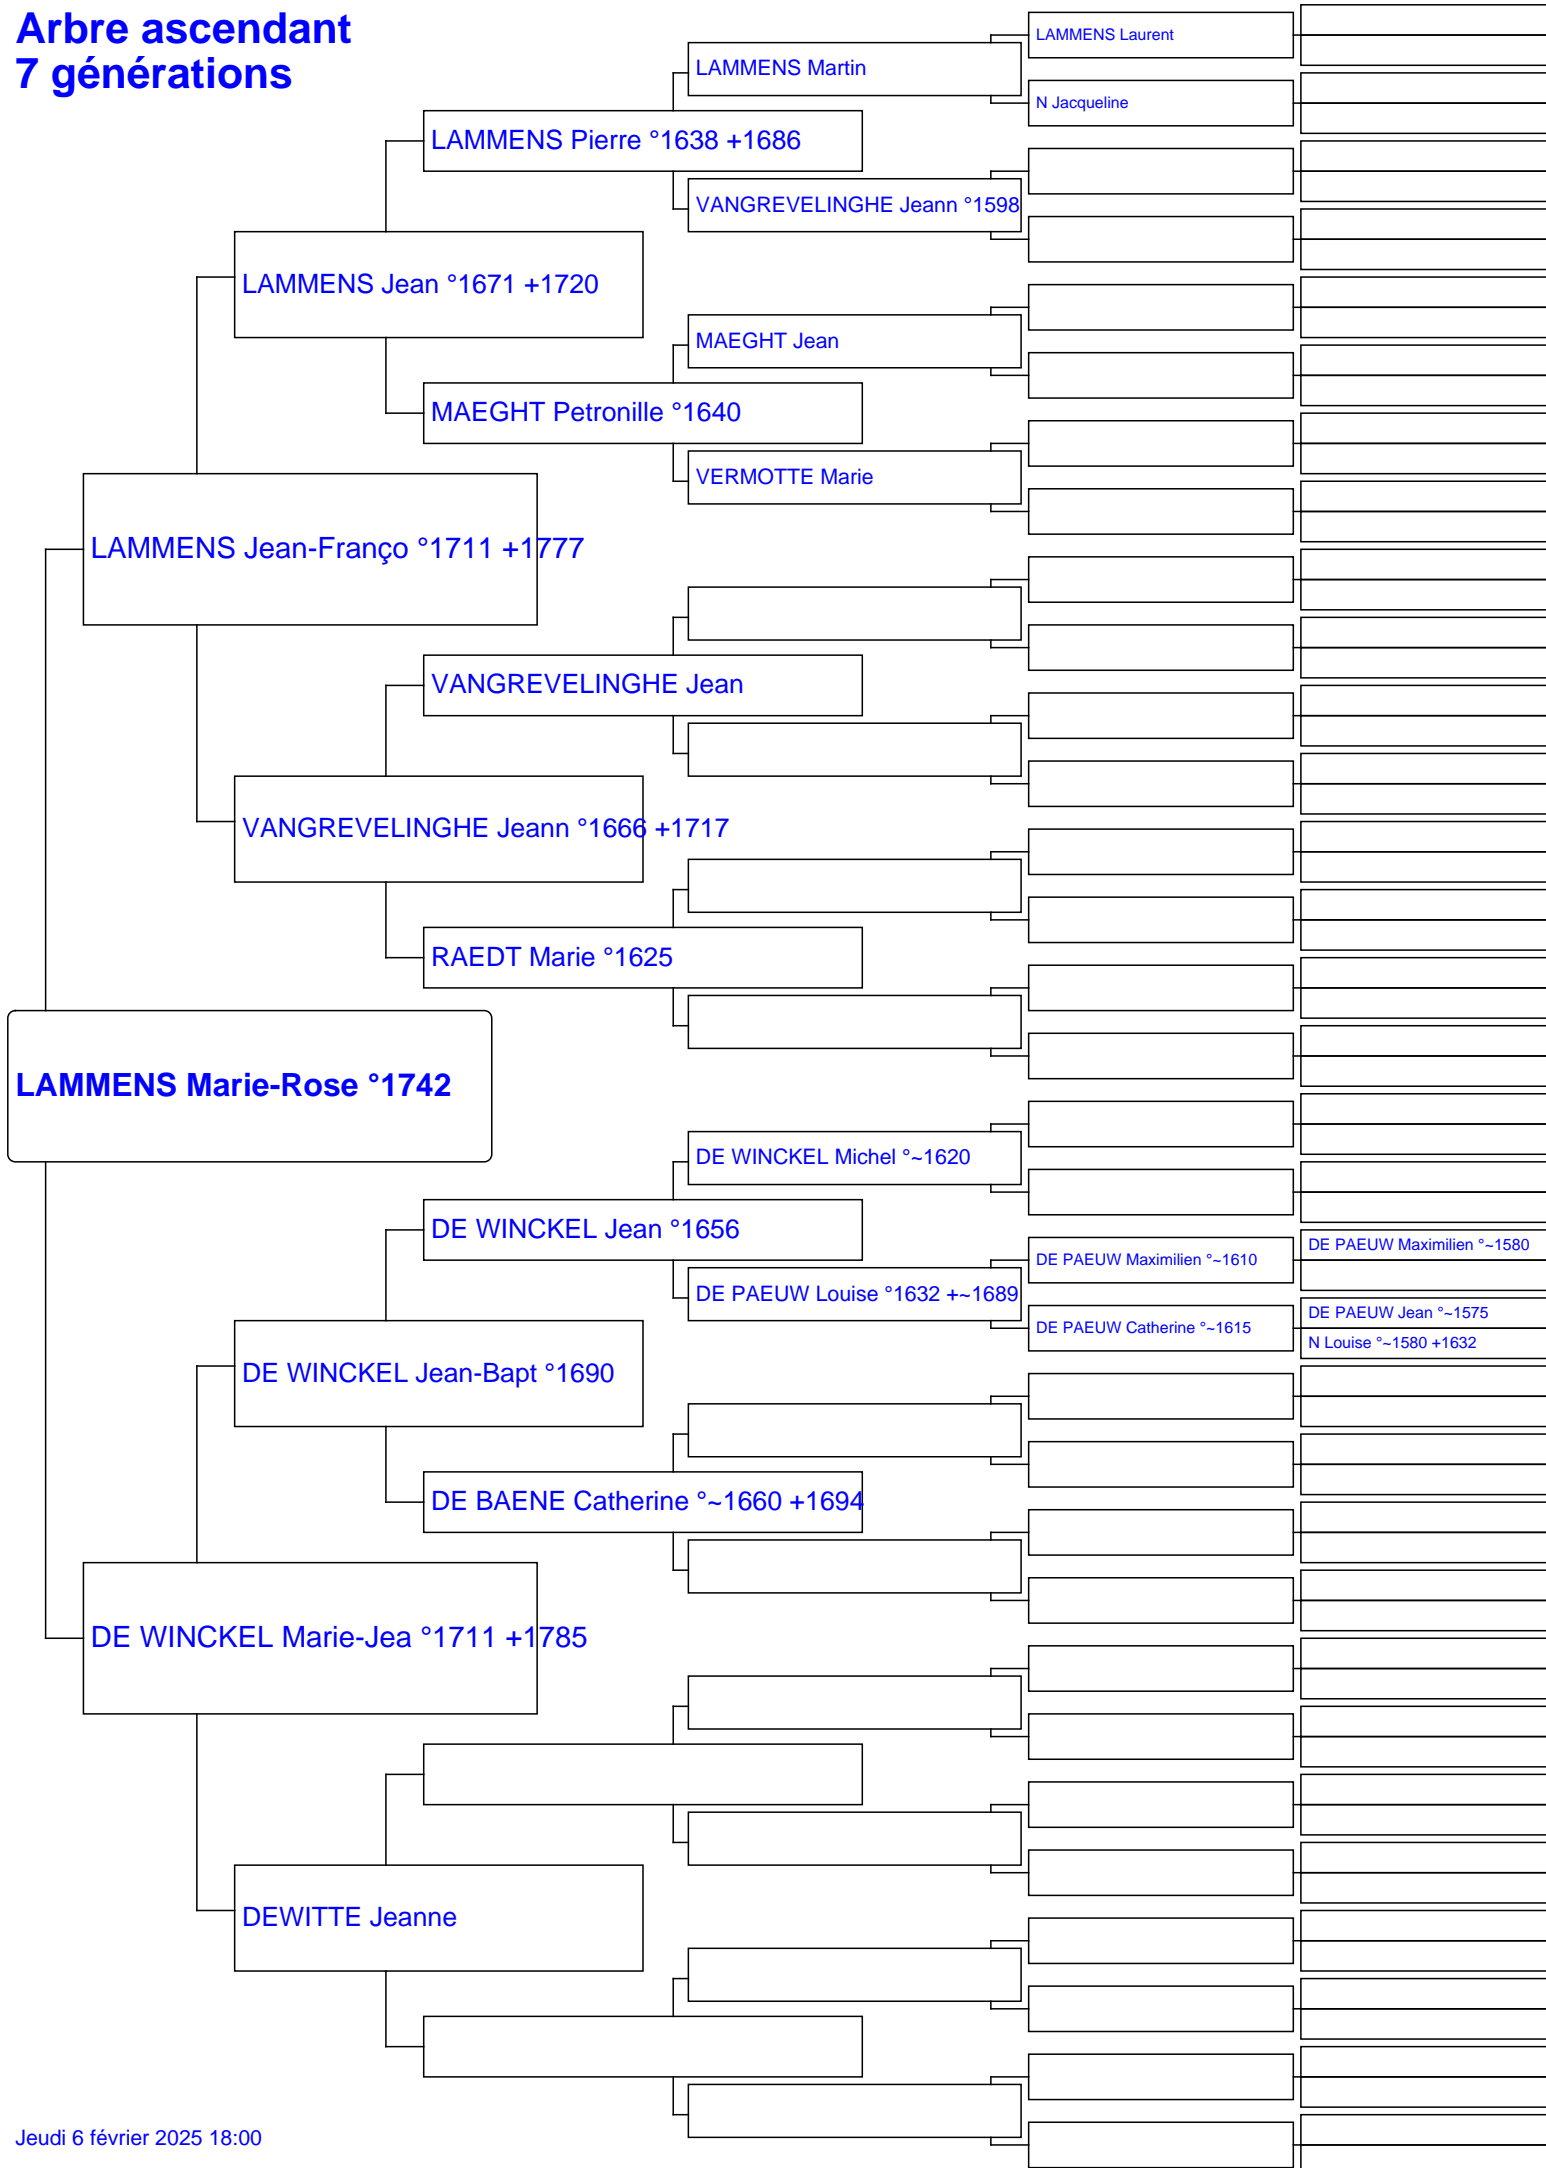 Arbre ascendant
7 générations
LAMMENS Laurent
LAMMENS Martin
N Jacqueline
LAMMENS Pierre °1638 +1686
VANGREVELINGHE Jeann °1598
LAMMENS Jean °1671 +1720
MAEGHT Jean
MAEGHT Petronille °1640
VERMOTTE Marie
LAMMENS Jean-Franço °1711 +1777
VANGREVELINGHE Jean
VANGREVELINGHE Jeann °1666 +1717
RAEDT Marie °1625
LAMMENS Marie-Rose °1742
DE WINCKEL Michel °~1620
DE WINCKEL Jean °1656
DE PAEUW Maximilien °~1580
DE PAEUW Maximilien °~1610
DE PAEUW Louise °1632 +~1689
DE PAEUW Jean °~1575
DE PAEUW Catherine °~1615
N Louise °~1580 +1632
DE WINCKEL Jean-Bapt °1690
DE BAENE Catherine °~1660 +1694
DE WINCKEL Marie-Jea °1711 +1785
DEWITTE Jeanne
Jeudi 6 février 2025 18:00